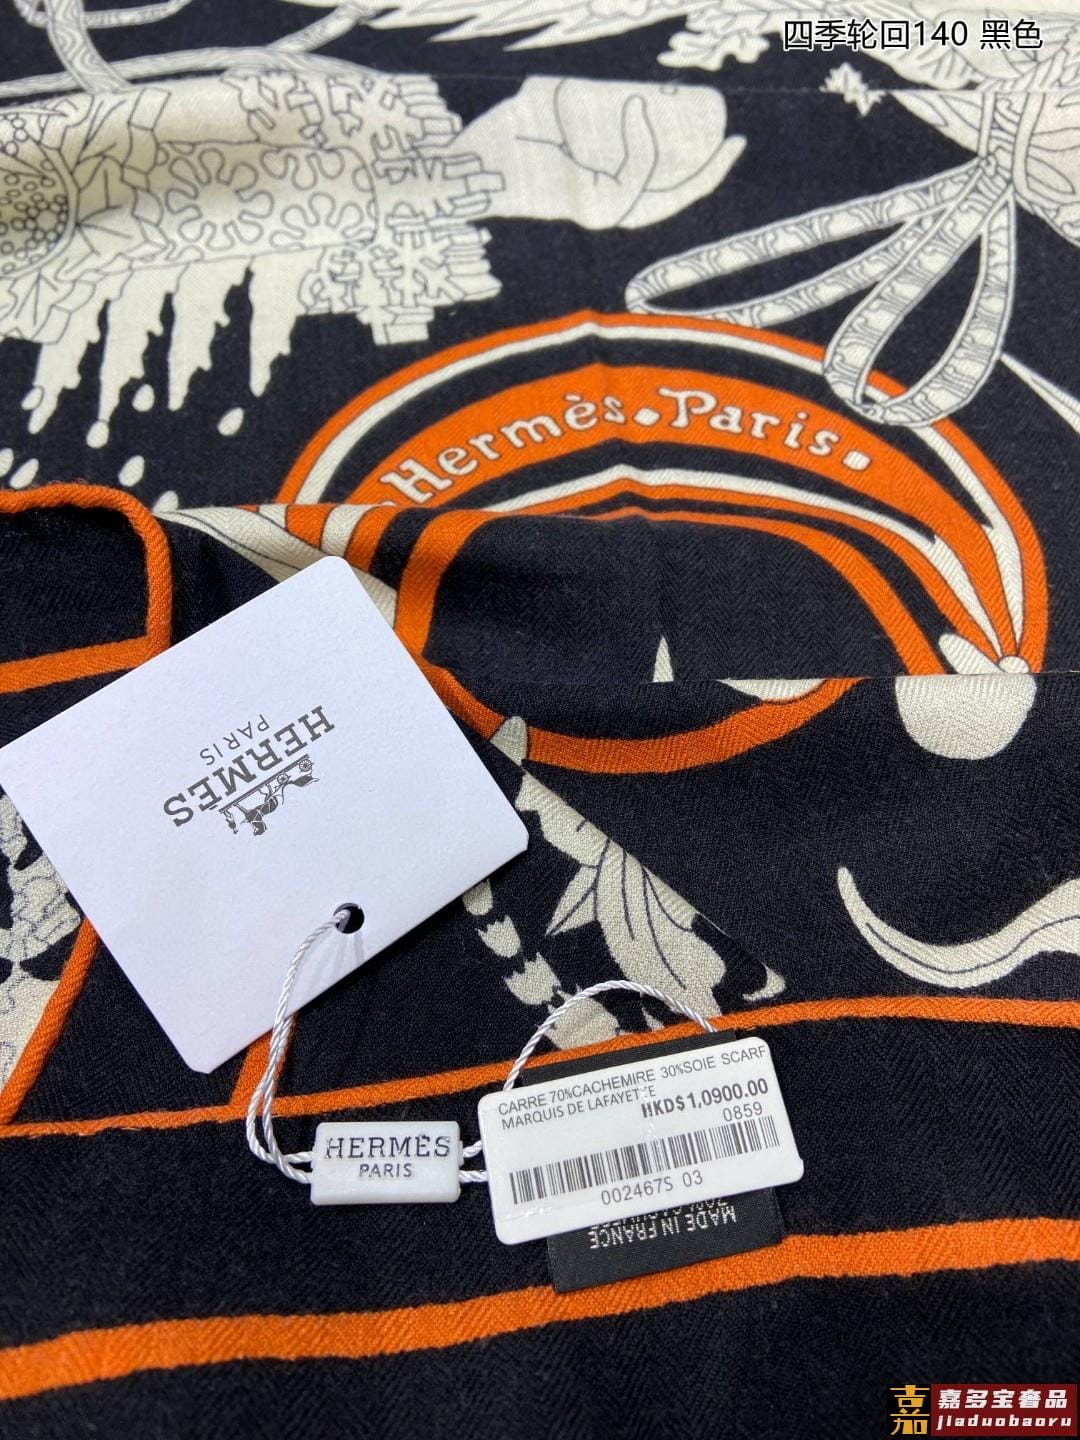 四季轮回140 黑色
Hermès.Paris.
HERMÈS
PARIS
CARRE 70%CACHEMIRE 30%SOIE SCARF
MARQUIS DE LAFAYETTE
HKD$1,0900.00
0859
002467S 03
HERMÈS
PARIS
MADE IN FRANCE
嘉多宝奢品
jiaduobaoru